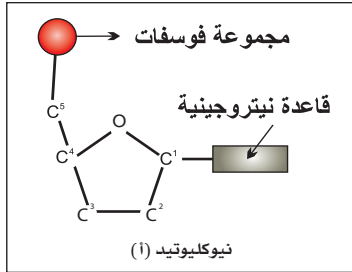 مجموعة فوسفات
قاعدة نيتروجينية
C⁵
O
C⁴
C¹
C³
C²
نيوكليوتيد (أ)